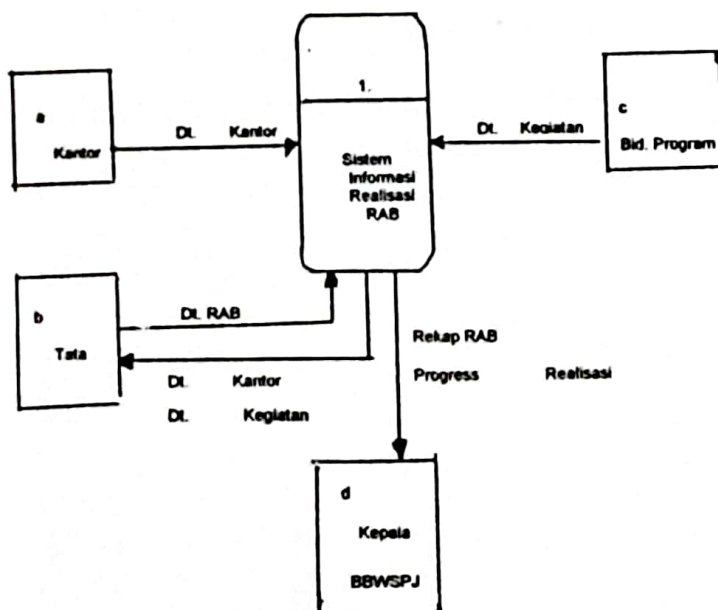 1.
Sistem
Informasi
Realisasi
RAB
a
Kantor
Dt. Kantor
c
Bid. Program
Dt. Kegiatan
b
Tata
Dt. RAB
Dt. Kantor
Dt. Kegiatan
Rekap RAB
Progress Realisasi
d
Kepala
BBWSPJ